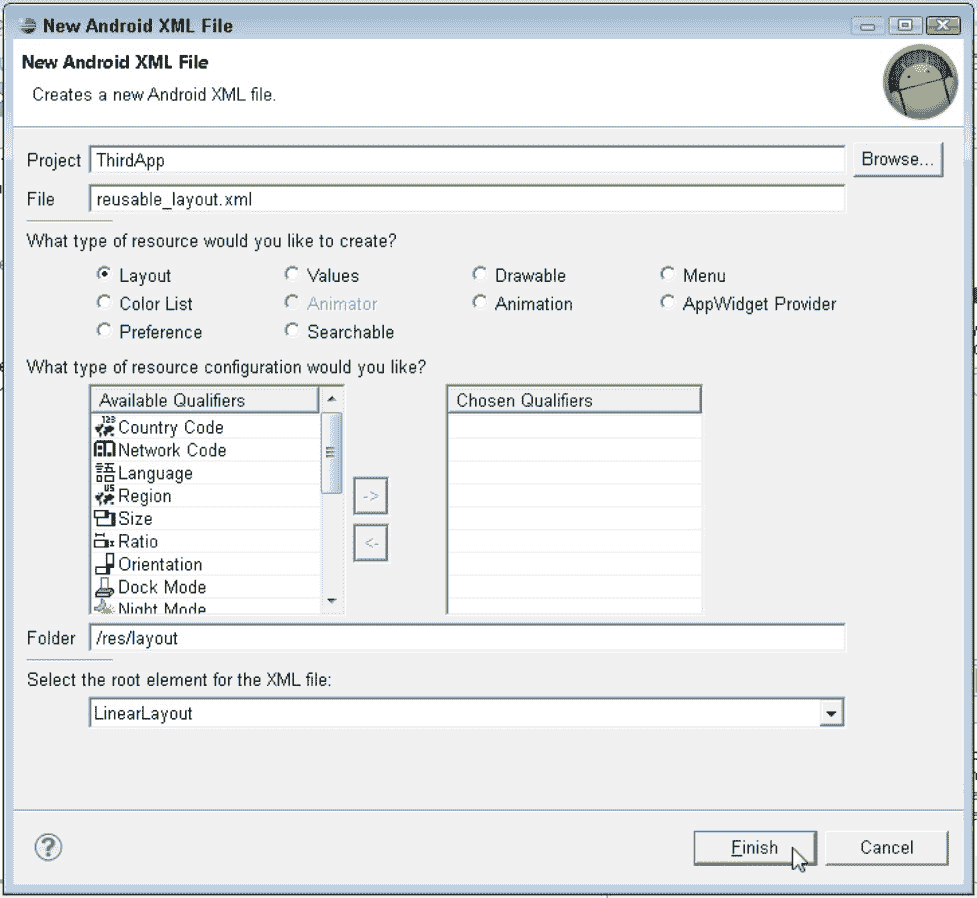 New Android XML File
New Android XML File
Creates a new Android XML file.
Project ThirdApp Browse...
File reusable_layout.xml
What type of resource would you like to create?
Layout Values Drawable Menu
Color List Animator Animation AppWidget Provider
Preference Searchable
What type of resource configuration would you like?
Available Qualifiers Chosen Qualifiers
Country Code
Network Code
Language
Region
Size
Ratio
Orientation
Dock Mode
Night Mode
-> 
<-
Folder /res/layout
Select the root element for the XML file:
LinearLayout
? Finish Cancel